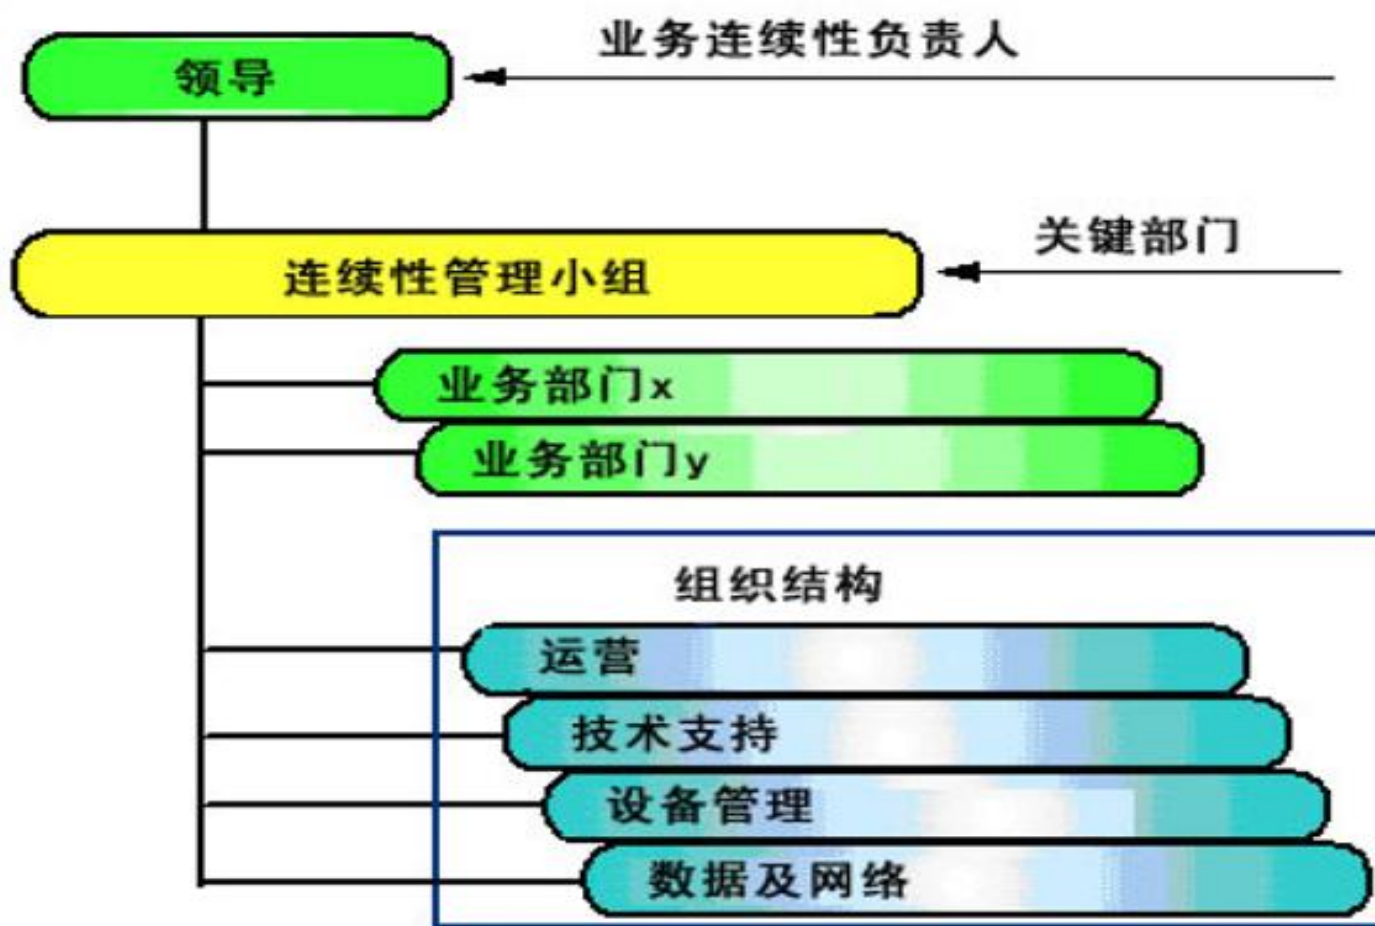 业务连续性负责人
领导
关键部门
连续性管理小组
业务部门x
业务部门y
组织结构
运营
技术支持
设备管理
数据及网络